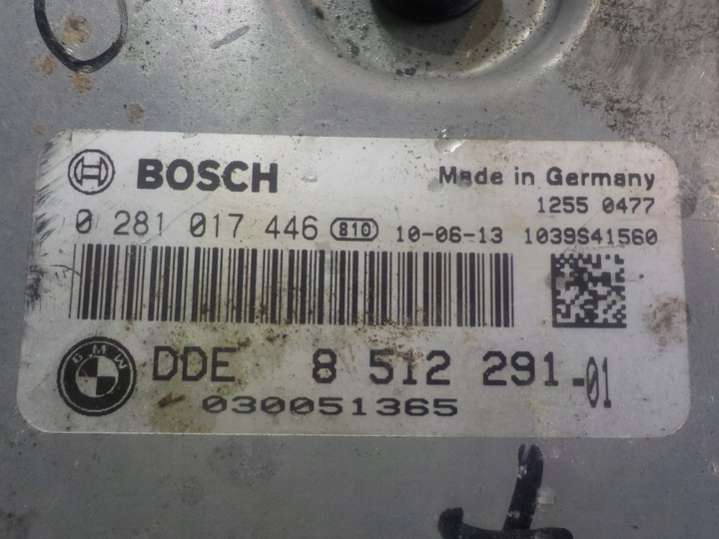 BOSCH Made in Germany
1255 0477
0 281 017 446 810 10-06-13 1039S41560
BMW DDE 8 512 291-01
030051365